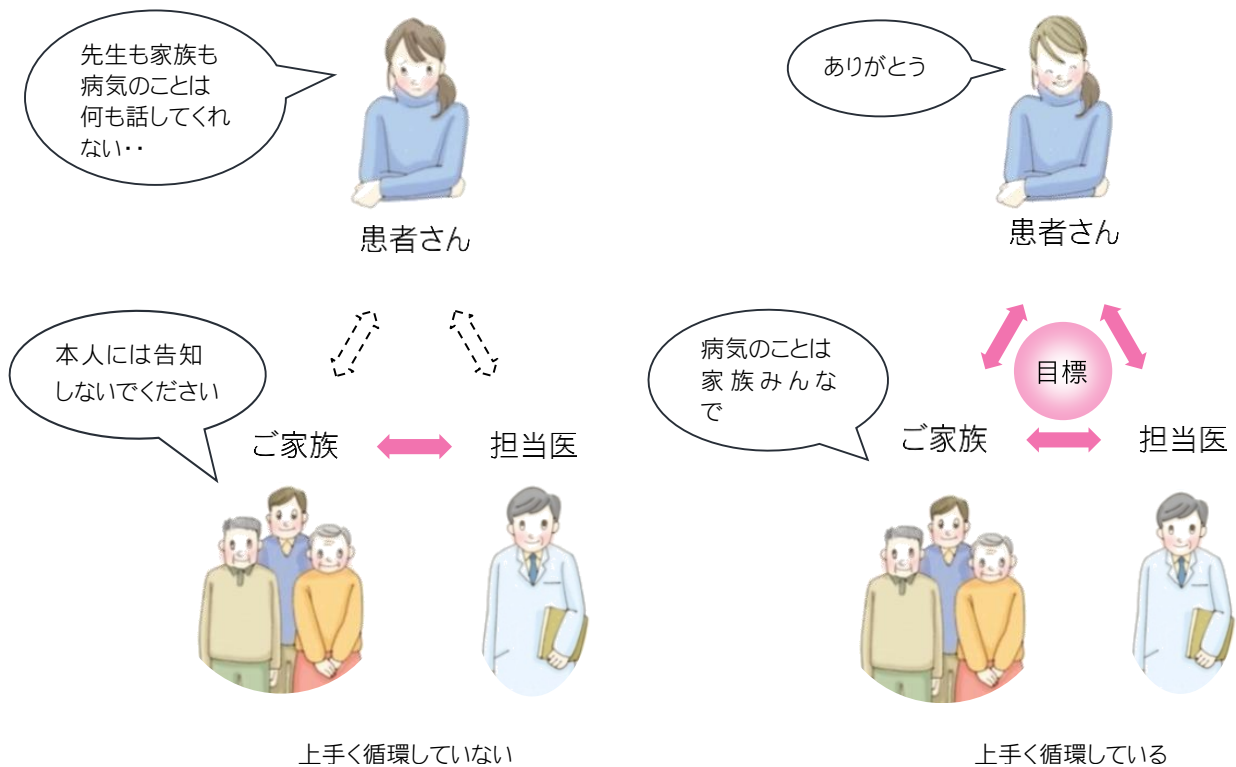 先生も家族も
病気のことは
何も話してくれ
ない・・
患者さん
本人には告知
しないでください
ご家族
担当医
上手く循環していない
ありがとう
患者さん
病気のことは
家族みんな
で
目標
ご家族
担当医
上手く循環している